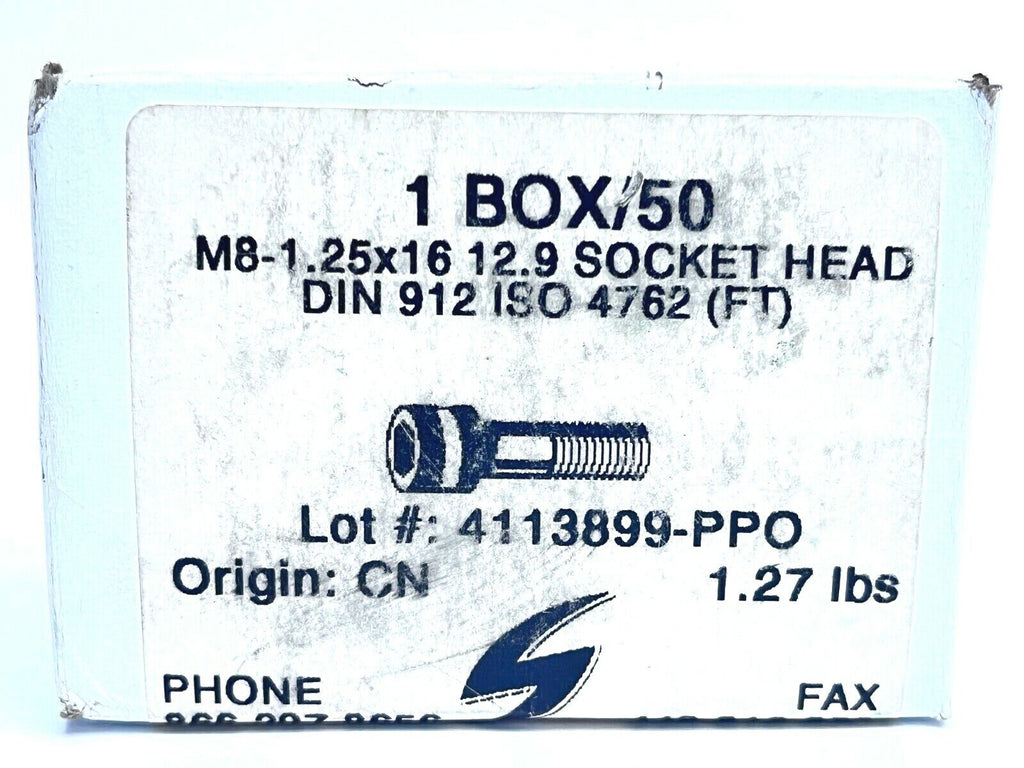 1 BOX/50
M8-1.25x16 12.9 SOCKET HEAD
DIN 912 ISO 4762 (FT)
Lot #: 4113899-PPO
Origin: CN 1.27 lbs
PHONE FAX